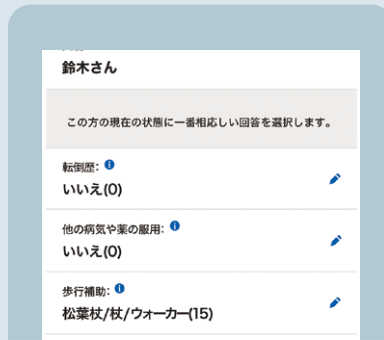 鈴木さん
この方の現在の状態に一番相応しい回答を選択します。
転倒歴:
いいえ(0)
他の病気や薬の服用:
いいえ(0)
歩行補助:
松葉杖/杖/ウォーカー(15)